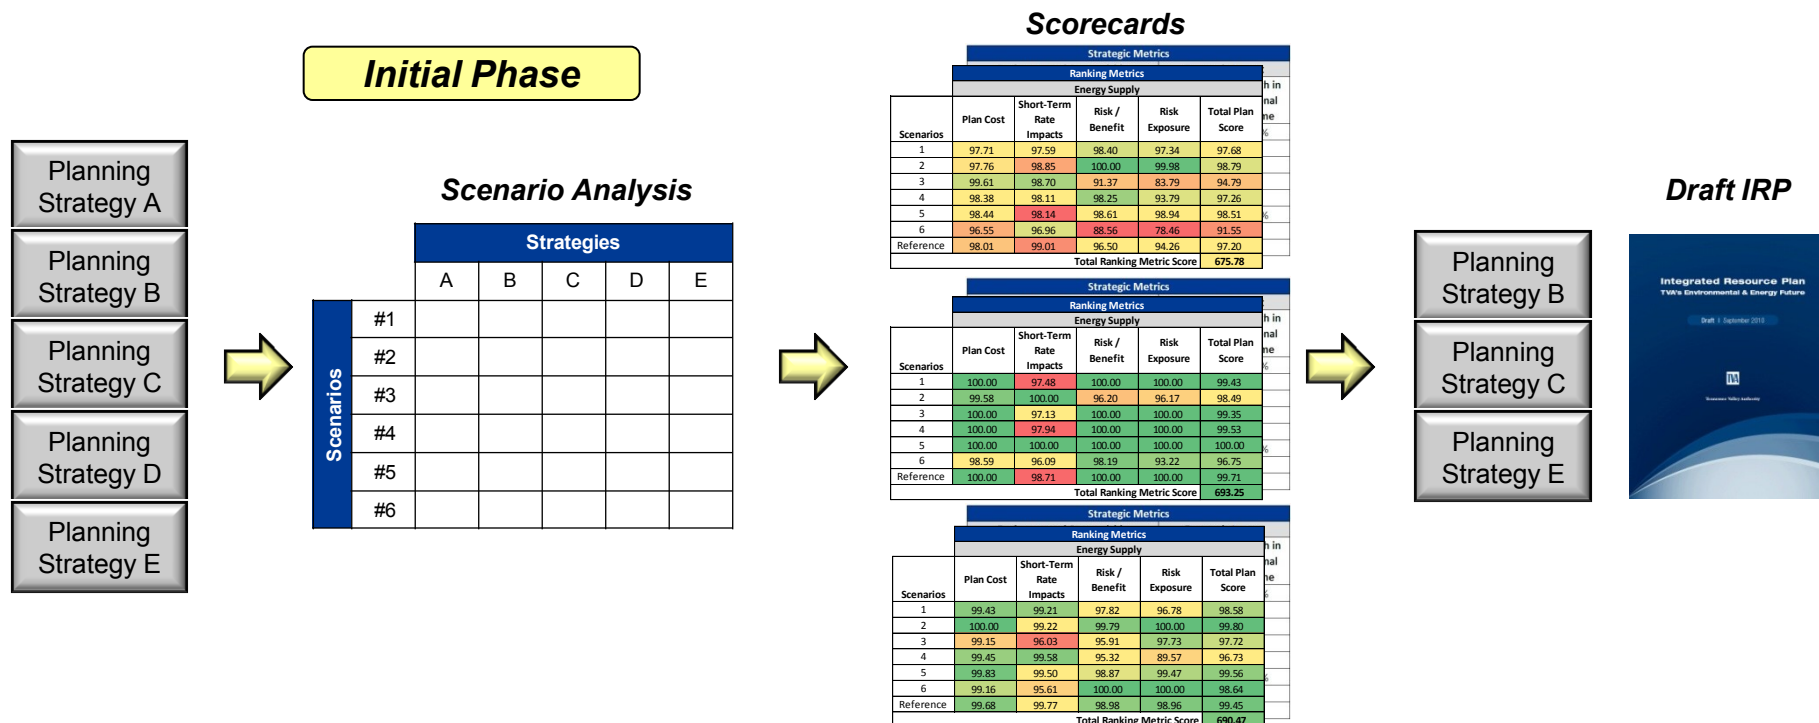 Initial Phase
Planning
Strategy A
Planning
Strategy B
Planning
Strategy C
Planning
Strategy D
Planning
Strategy E
Scenario Analysis
Strategies
A B C D E
Scenarios
#1
#2
#3
#4
#5
#6
Scorecards
Strategic Metrics
Ranking Metrics
Energy Supply
Scenarios Plan Cost Short-Term Rate Impacts Risk / Benefit Risk Exposure Total Plan Score
1 97.71 97.59 98.40 97.34 97.68
2 97.76 98.85 100.00 99.98 98.79
3 99.61 98.70 91.37 83.79 94.79
4 98.38 98.11 98.25 93.79 97.26
5 98.44 98.14 98.61 98.94 98.51
6 96.55 96.96 88.56 78.46 91.55
Reference 98.01 99.01 96.50 94.26 97.20
Total Ranking Metric Score 675.78
Strategic Metrics
Ranking Metrics
Energy Supply
Scenarios Plan Cost Short-Term Rate Impacts Risk / Benefit Risk Exposure Total Plan Score
1 100.00 97.48 100.00 100.00 99.43
2 99.58 100.00 96.20 96.17 98.49
3 100.00 97.13 100.00 100.00 99.35
4 100.00 97.94 100.00 100.00 99.53
5 100.00 100.00 100.00 100.00 100.00
6 98.59 96.09 98.19 93.22 96.75
Reference 100.00 98.71 100.00 100.00 99.71
Total Ranking Metric Score 693.25
Strategic Metrics
Ranking Metrics
Energy Supply
Scenarios Plan Cost Short-Term Rate Impacts Risk / Benefit Risk Exposure Total Plan Score
1 99.43 99.21 97.82 96.78 98.58
2 100.00 99.22 99.79 100.00 99.80
3 99.15 96.03 95.91 97.73 97.72
4 99.45 99.58 95.32 89.57 96.73
5 99.83 99.50 98.87 99.47 99.56
6 99.16 95.61 100.00 100.00 98.64
Reference 99.68 99.77 98.98 98.96 99.45
Total Ranking Metric Score 690.47
Draft IRP
Planning
Strategy B
Planning
Strategy C
Planning
Strategy E
Integrated Resource Plan
TVA's Environmental & Energy Future
Draft | September 2010
TVA
Tennessee Valley Authority